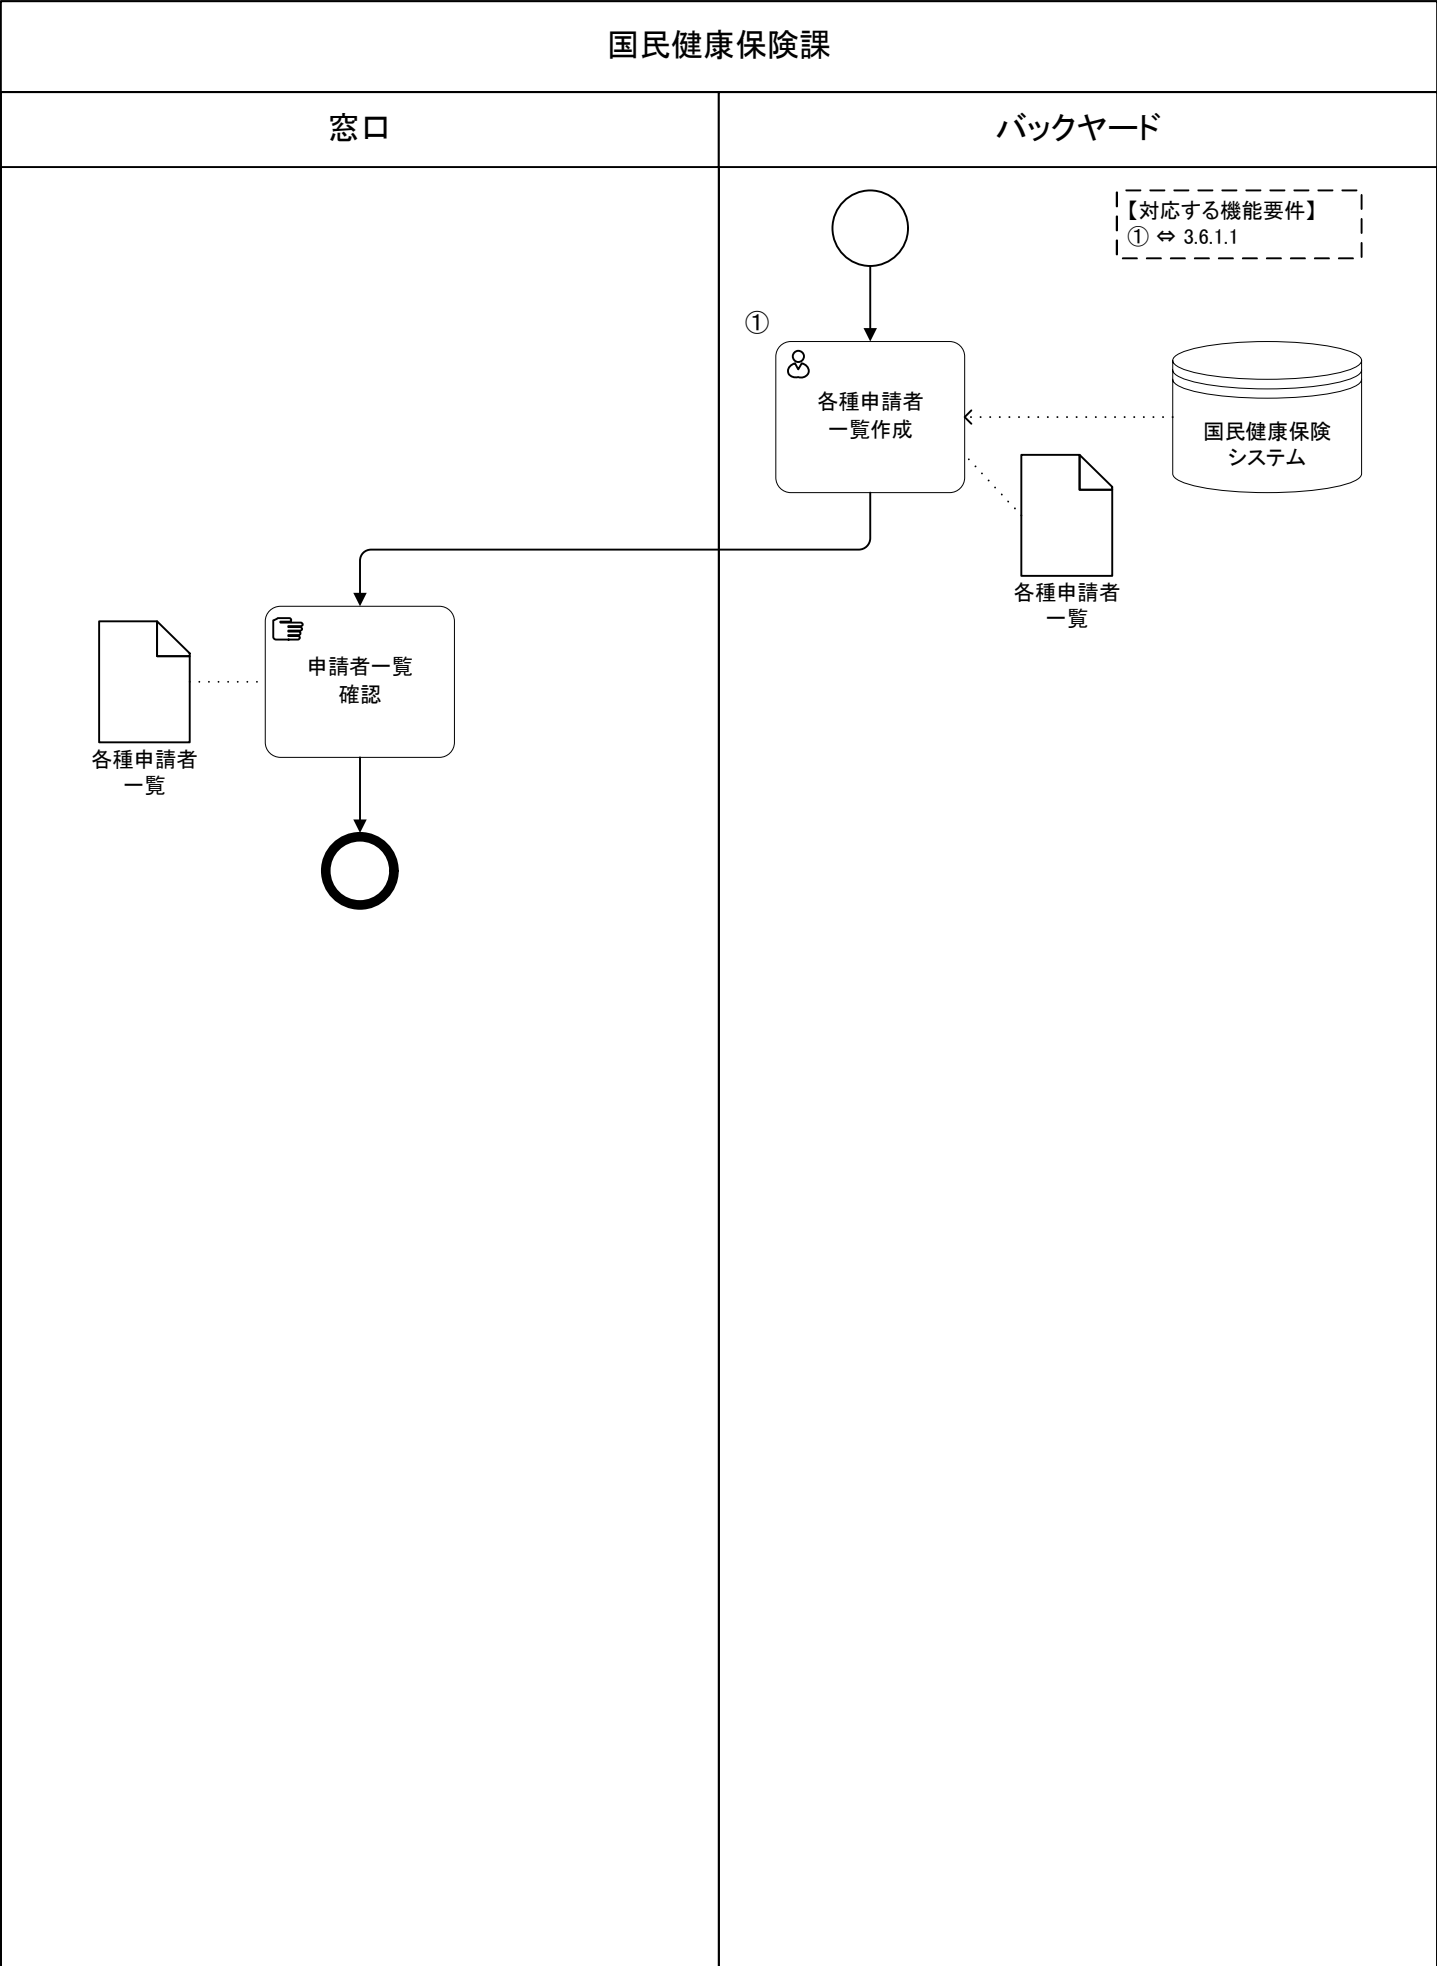 国民健康保険課
窓口
バックヤード
【対応する機能要件】
① ⇔ 3.6.1.1
①
各種申請者
一覧作成
国民健康保険
システム
各種申請者
一覧
申請者一覧
確認
各種申請者
一覧